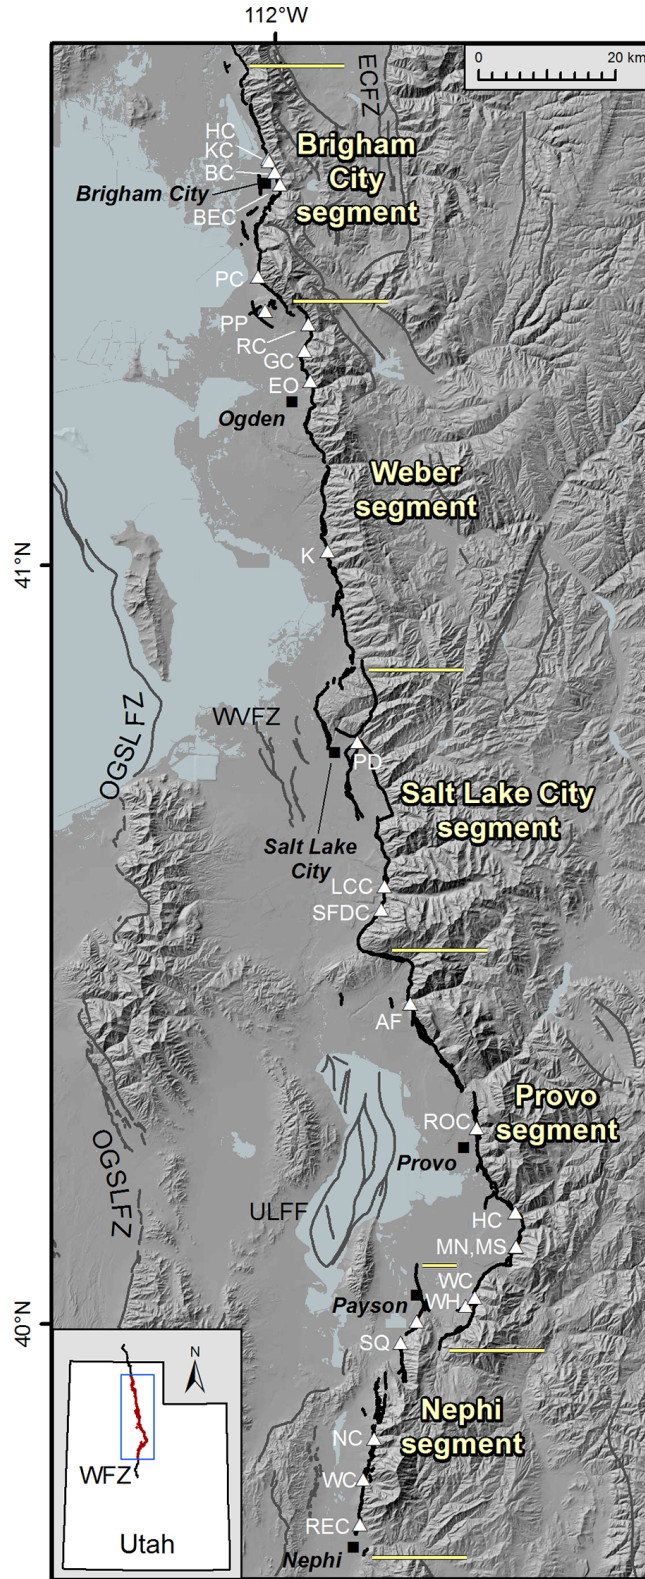 112°W
0
20 km
ECFZ
HC
KC
BC
Brigham City
BEC
Brigham
City
segment
PC
PP
RC
GC
EO
Ogden
Weber
segment
41°N
K
OGSLFZ
WVFZ
PD
Salt Lake
City
Salt Lake City
segment
LCC
SFDC
AF
Provo
segment
ROC
Provo
OGSLFZ
ULFF
HC
MN,MS
WC
WH
Payson
40°N
SQ
Nephi
segment
NC
WC
REC
Nephi
N
WFZ
Utah